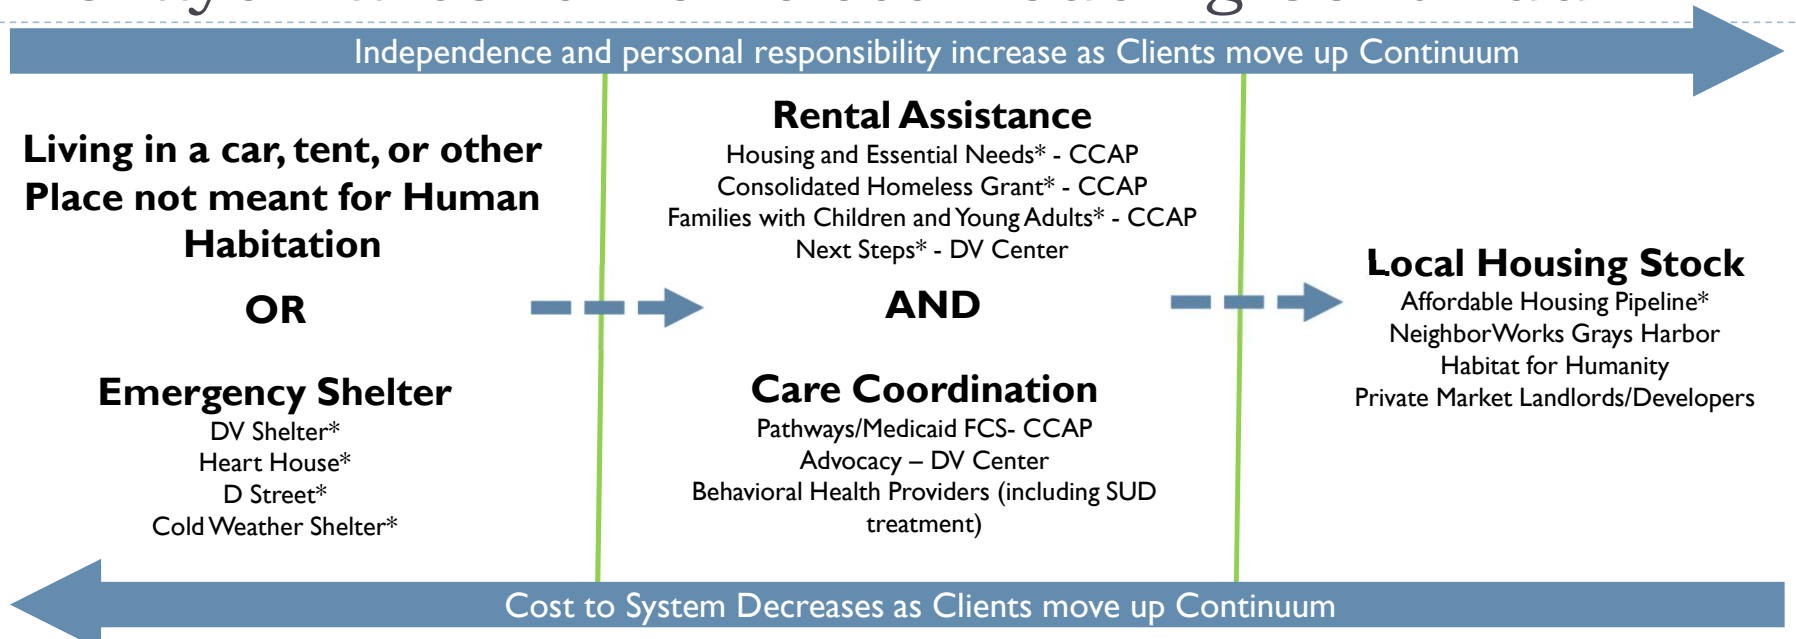 Independence and personal responsibility increase as Clients move up Continuum
Living in a car, tent, or other
Place not meant for Human
Habitation
OR
Emergency Shelter
DV Shelter*
Heart House*
D Street*
Cold Weather Shelter*
Rental Assistance
Housing and Essential Needs* - CCAP
Consolidated Homeless Grant* - CCAP
Families with Children and Young Adults* - CCAP
Next Steps* - DV Center
AND
Care Coordination
Pathways/Medicaid FCS- CCAP
Advocacy – DV Center
Behavioral Health Providers (including SUD
treatment)
Local Housing Stock
Affordable Housing Pipeline*
NeighborWorks Grays Harbor
Habitat for Humanity
Private Market Landlords/Developers
Cost to System Decreases as Clients move up Continuum